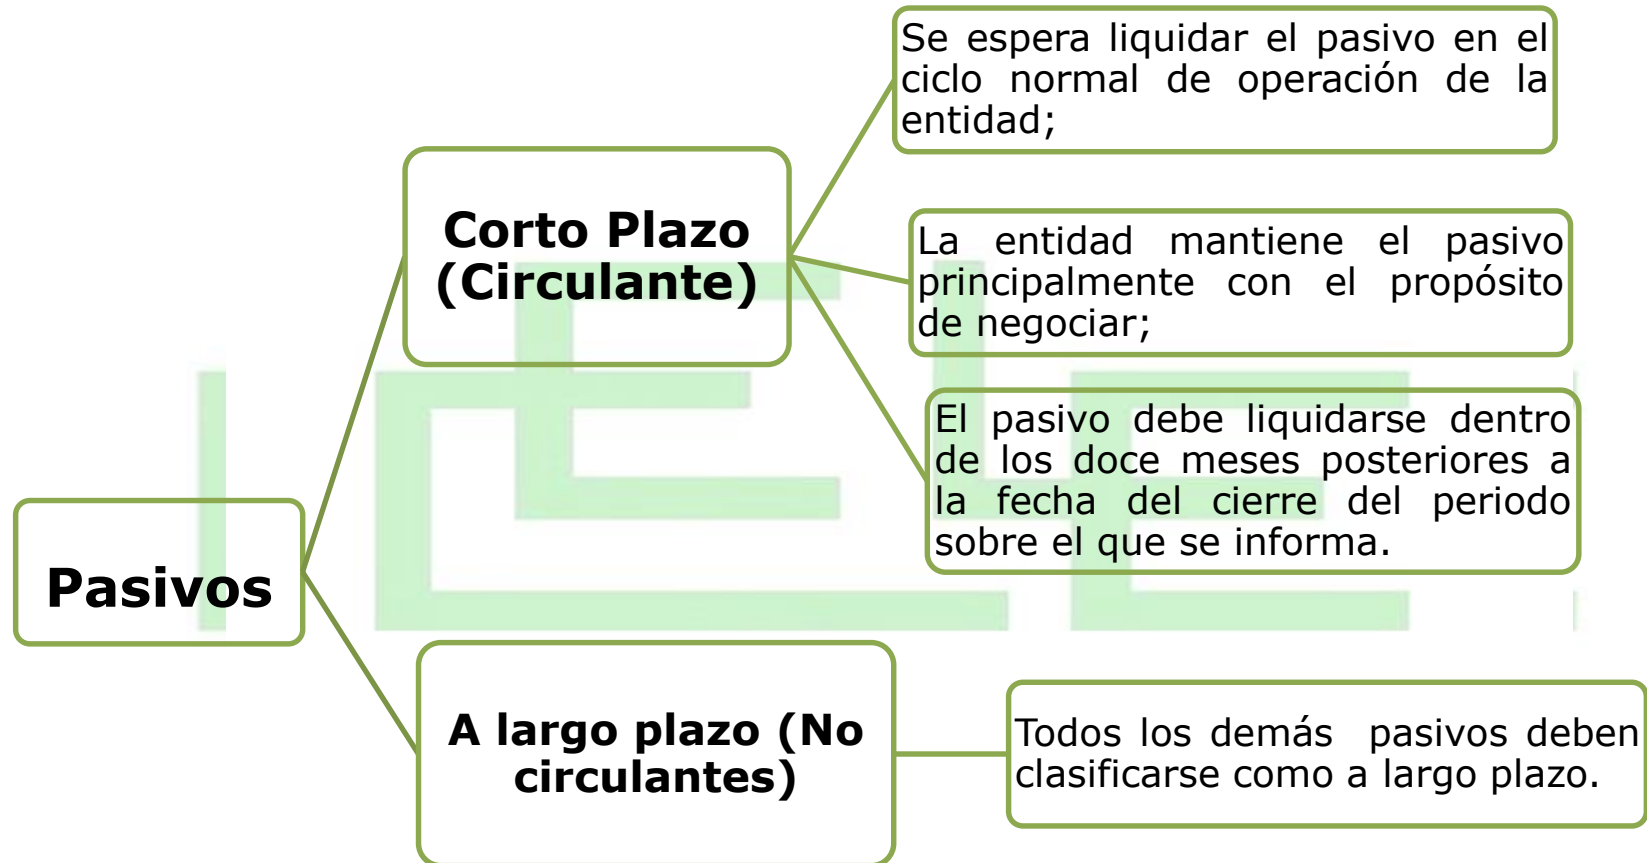 Pasivos
Corto Plazo
(Circulante)
Se espera liquidar el pasivo en el
ciclo normal de operación de la
entidad;
La entidad mantiene el pasivo
principalmente con el propósito
de negociar;
El pasivo debe liquidarse dentro
de los doce meses posteriores a
la fecha del cierre del periodo
sobre el que se informa.
A largo plazo (No
circulantes)
Todos los demás pasivos deben
clasificarse como a largo plazo.